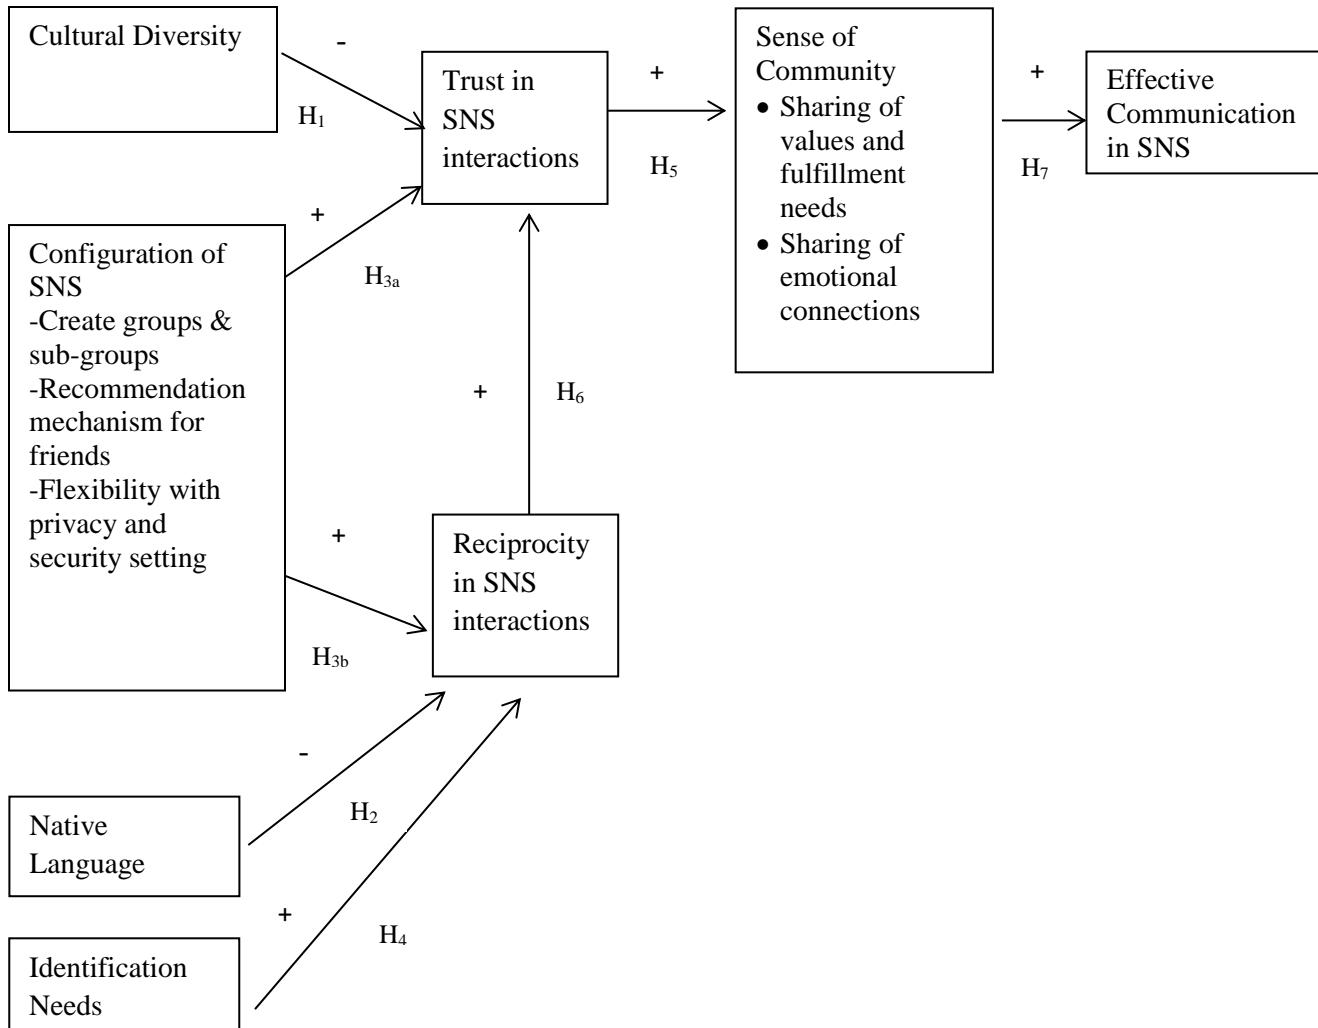 Cultural Diversity
-
H₁
Trust in
SNS
interactions
+
H₅
Sense of
Community
• Sharing of
values and
fulfillment
needs
• Sharing of
emotional
connections
+
H₇
Effective
Communication
in SNS
+
H₃ₐ
Configuration of
SNS
-Create groups &
sub-groups
-Recommendation
mechanism for
friends
-Flexibility with
privacy and
security setting
+
H₆
+
H3b
Reciprocity
in SNS
interactions
-
H₂
Native
Language
+
H₄
Identification
Needs